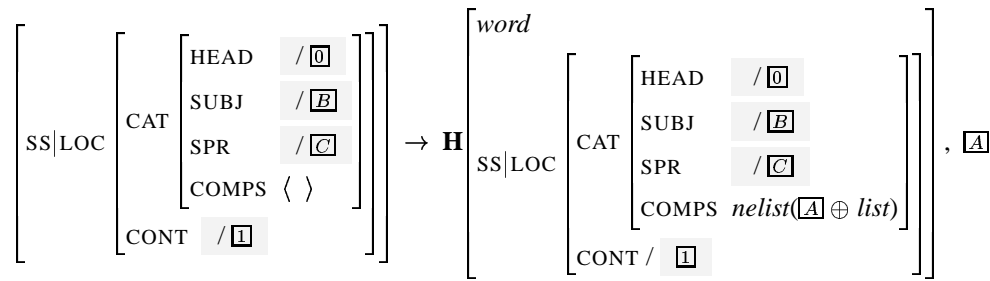 SS|LOC [CAT [HEAD / [0]
SUBJ / [B]
SPR / [C]
COMPS ⟨ ⟩]
CONT / [1]]
→ H
word
SS|LOC [CAT [HEAD / [0]
SUBJ / [B]
SPR / [C]
COMPS nelist([A] ⊕ list)]
CONT / [1]]
, [A]